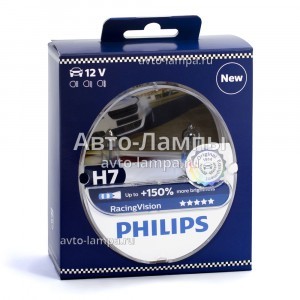 12 V
New
avto-lampa.ru
Авто-Лампы
avto-lampa.ru
H7
Up to +150% more brightness
RacingVision
PHILIPS